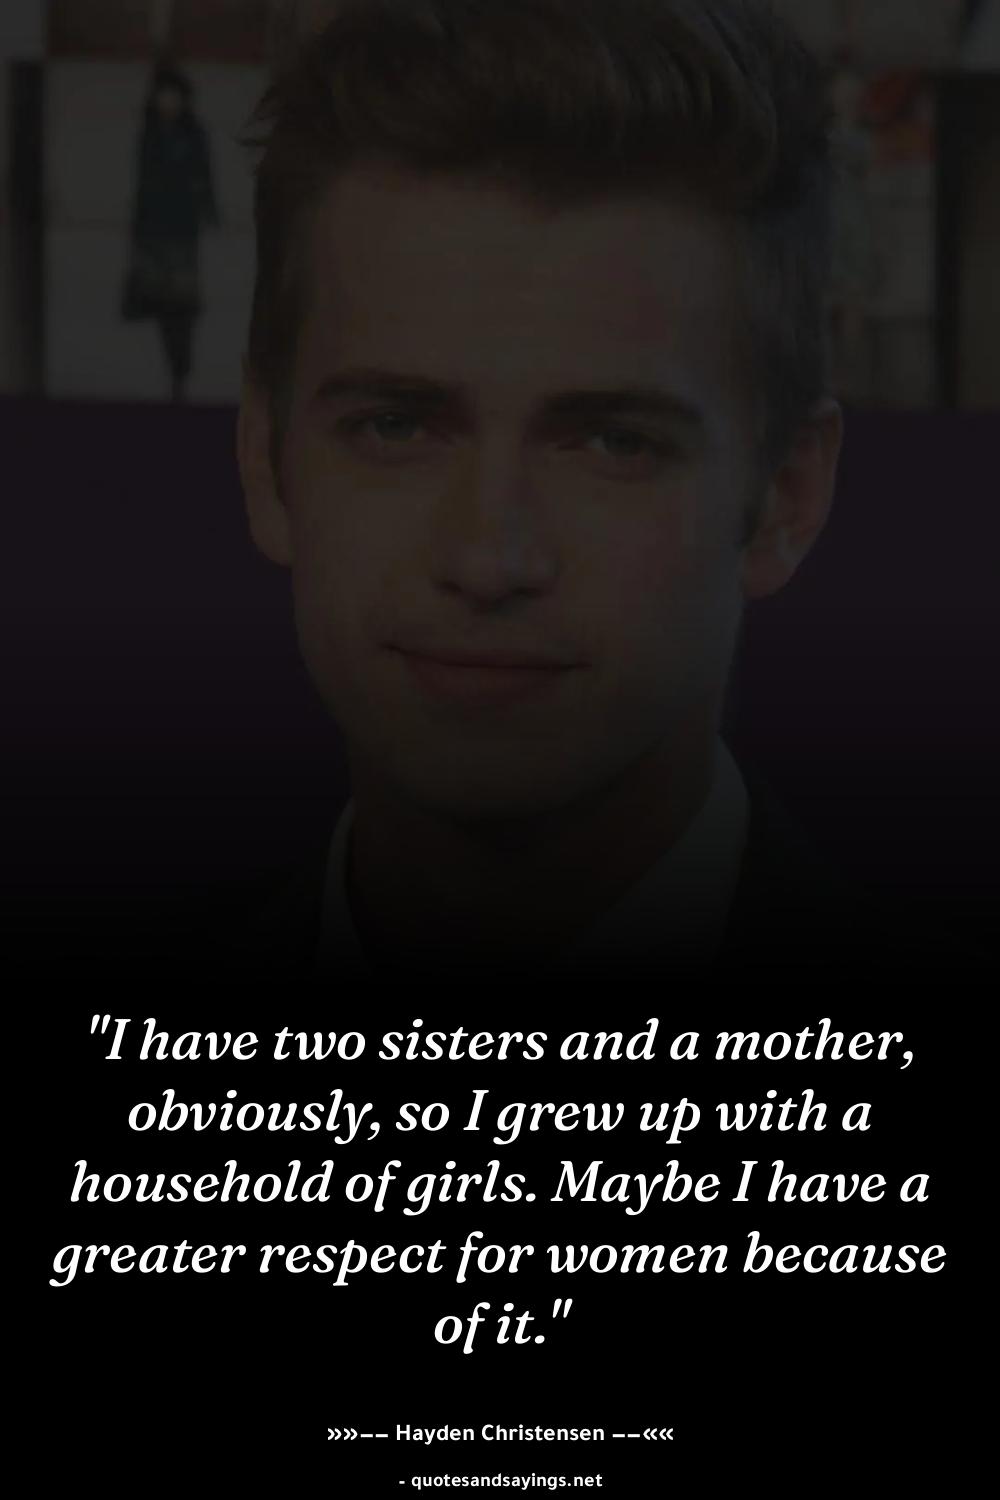 "I have two sisters and a mother,
obviously, so I grew up with a
household of girls. Maybe I have a
greater respect for women because
of it."
»»−− Hayden Christensen −−««
- quotesandsayings.net